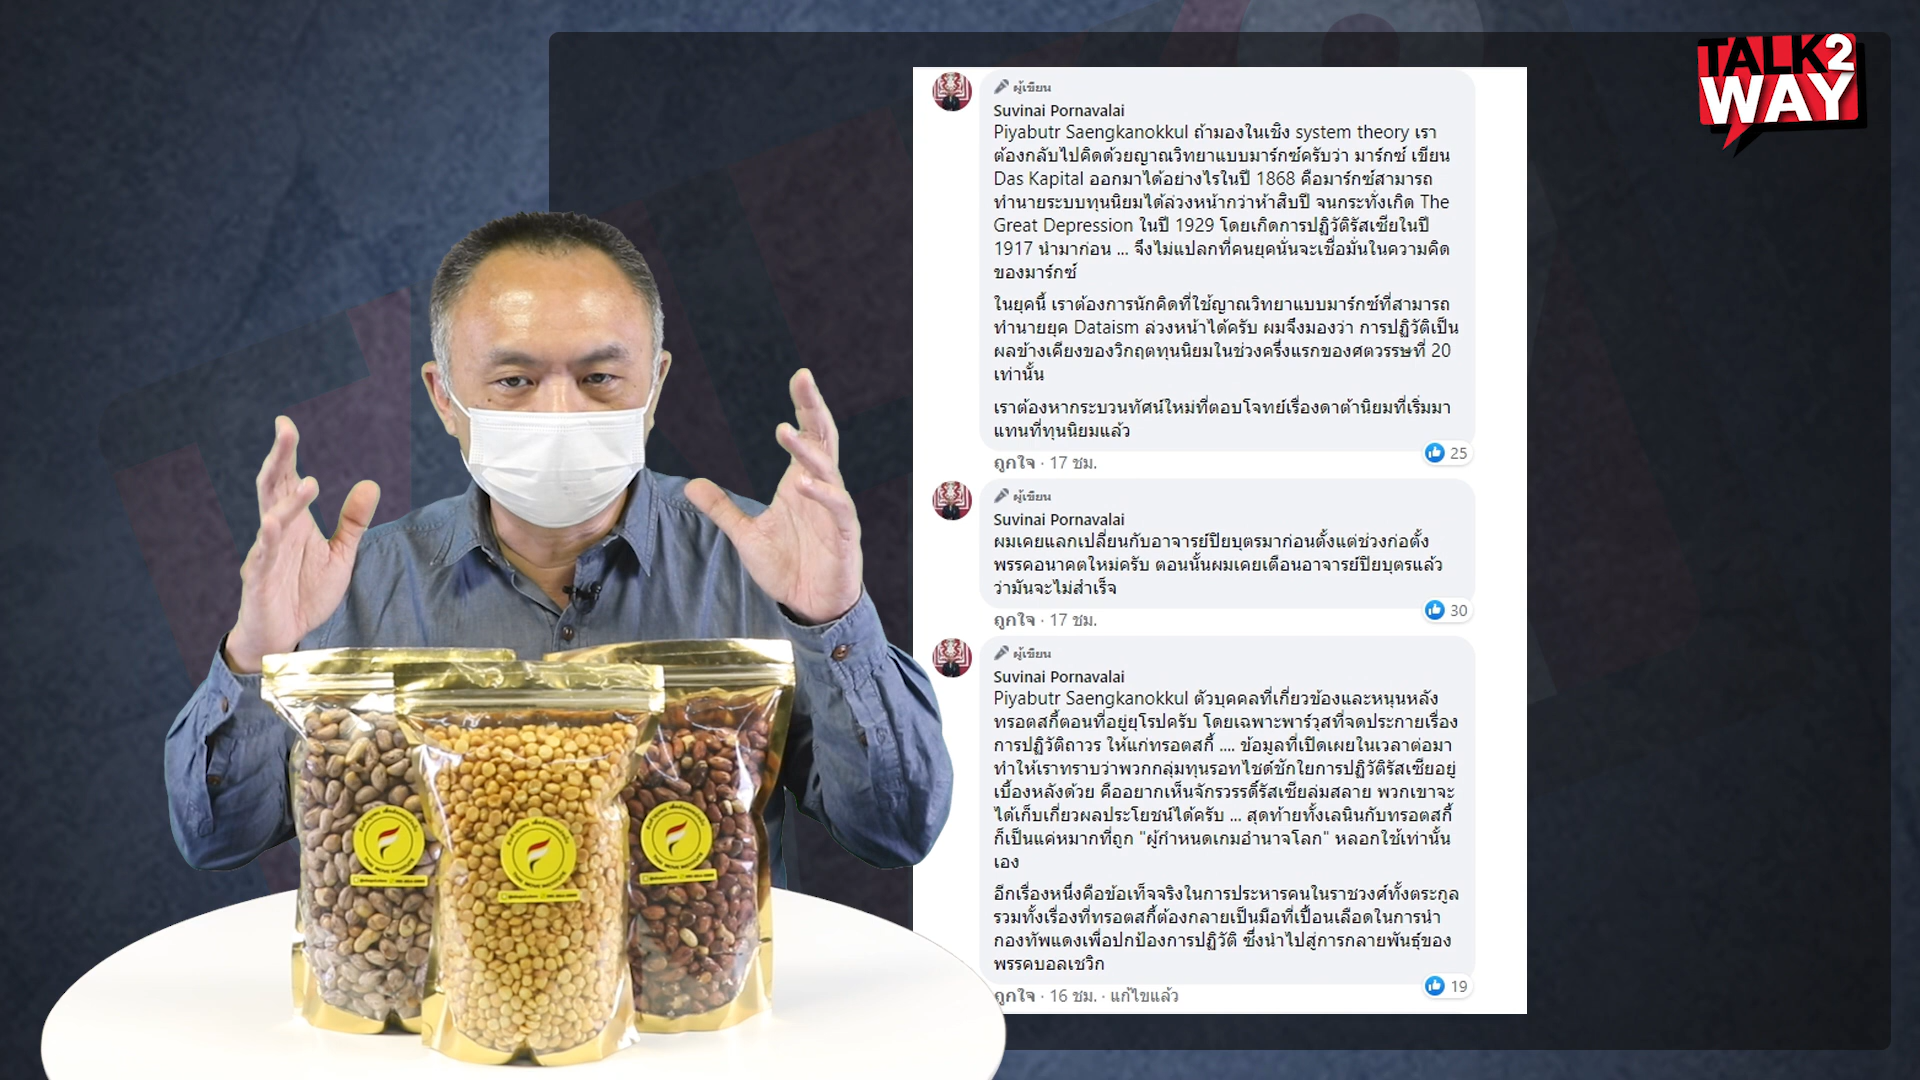 TALK 2
WAY
ผู้เขียน
Suvinai Pornavalai
Piyabutr Saengkanokkul ถ้ามองในเชิง system theory เรา
ต้องกลับไปคิดด้วยญาณวิทยาแบบมาร์กซ์ครับว่า มาร์กซ์ เขียน
Das Kapital ออกมาได้อย่างไรในปี 1868 คือมาร์กซ์สามารถ
ทำนายระบบทุนนิยมได้ล่วงหน้ากว่าห้าสิบปี จนกระทั่งเกิด The
Great Depression ในปี 1929 โดยเกิดการปฏิวัติรัสเซียในปี
1917 นำมาก่อน ... จึงไม่แปลกที่คนยุคนั่นจะเชื่อมั่นในความคิด
ของมาร์กซ์
ในยุคนี้ เราต้องการนักคิดที่ใช้ญาณวิทยาแบบมาร์กซ์ที่สามารถ
ทำนายยุค Dataism ล่วงหน้าได้ครับ ผมจึงมองว่า การปฏิวัติเป็น
ผลข้างเคียงของวิกฤตทุนนิยมในช่วงครึ่งแรกของศตวรรษที่ 20
เท่านั้น
เราต้องหากระบวนทัศน์ใหม่ที่ตอบโจทย์เรื่องดาต้านิยมที่เริ่มมา
แทนที่ทุนนิยมแล้ว
25
ถูกใจ · 17 ชม.
ผู้เขียน
Suvinai Pornavalai
ผมเคยแลกเปลี่ยนกับอาจารย์ปิยบุตรมาก่อนตั้งแต่ช่วงก่อตั้ง
พรรคอนาคตใหม่ครับ ตอนนั้นผมเคยเตือนอาจารย์ปิยบุตรแล้ว
ว่ามันจะไม่สำเร็จ
30
ถูกใจ · 17 ชม.
ผู้เขียน
Suvinai Pornavalai
Piyabutr Saengkanokkul ตัวบุคคลที่เกี่ยวข้องและหนุนหลัง
ทรอตสกี้ตอนที่อยู่ยุโรปครับ โดยเฉพาะพาร์วุสที่จดประกายเรื่อง
การปฏิวัติถาวร ให้แก่ทรอตสกี้ .... ข้อมูลที่เปิดเผยในเวลาต่อมา
ทำให้เราทราบว่าพวกกลุ่มทุนรอทไชด์ชักใยการปฏิวัติรัสเซียอยู่
เบื้องหลังด้วย คืออยากเห็นจักรวรรดิ์รัสเซียล่มสลาย พวกเขาจะ
ได้เก็บเกี่ยวผลประโยชน์ได้ครับ ... สุดท้ายทั้งเลนินกับทรอตสกี้
ก็เป็นแค่หมากที่ถูก "ผู้กำหนดเกมอำนาจโลก" หลอกใช้เท่านั้น
เอง
อีกเรื่องหนึ่งคือข้อเท็จจริงในการประหารคนในราชวงศ์ทั้งตระกูล
รวมทั้งเรื่องที่ทรอตสกี้ต้องกลายเป็นมือที่เปื้อนเลือดในการนำ
กองทัพแดงเพื่อปกป้องการปฏิวัติ ซึ่งนำไปสู่การกลายพันธุ์ของ
พรรคบอลเชวิก
19
ถูกใจ · 16 ชม. · แก้ไขแล้ว